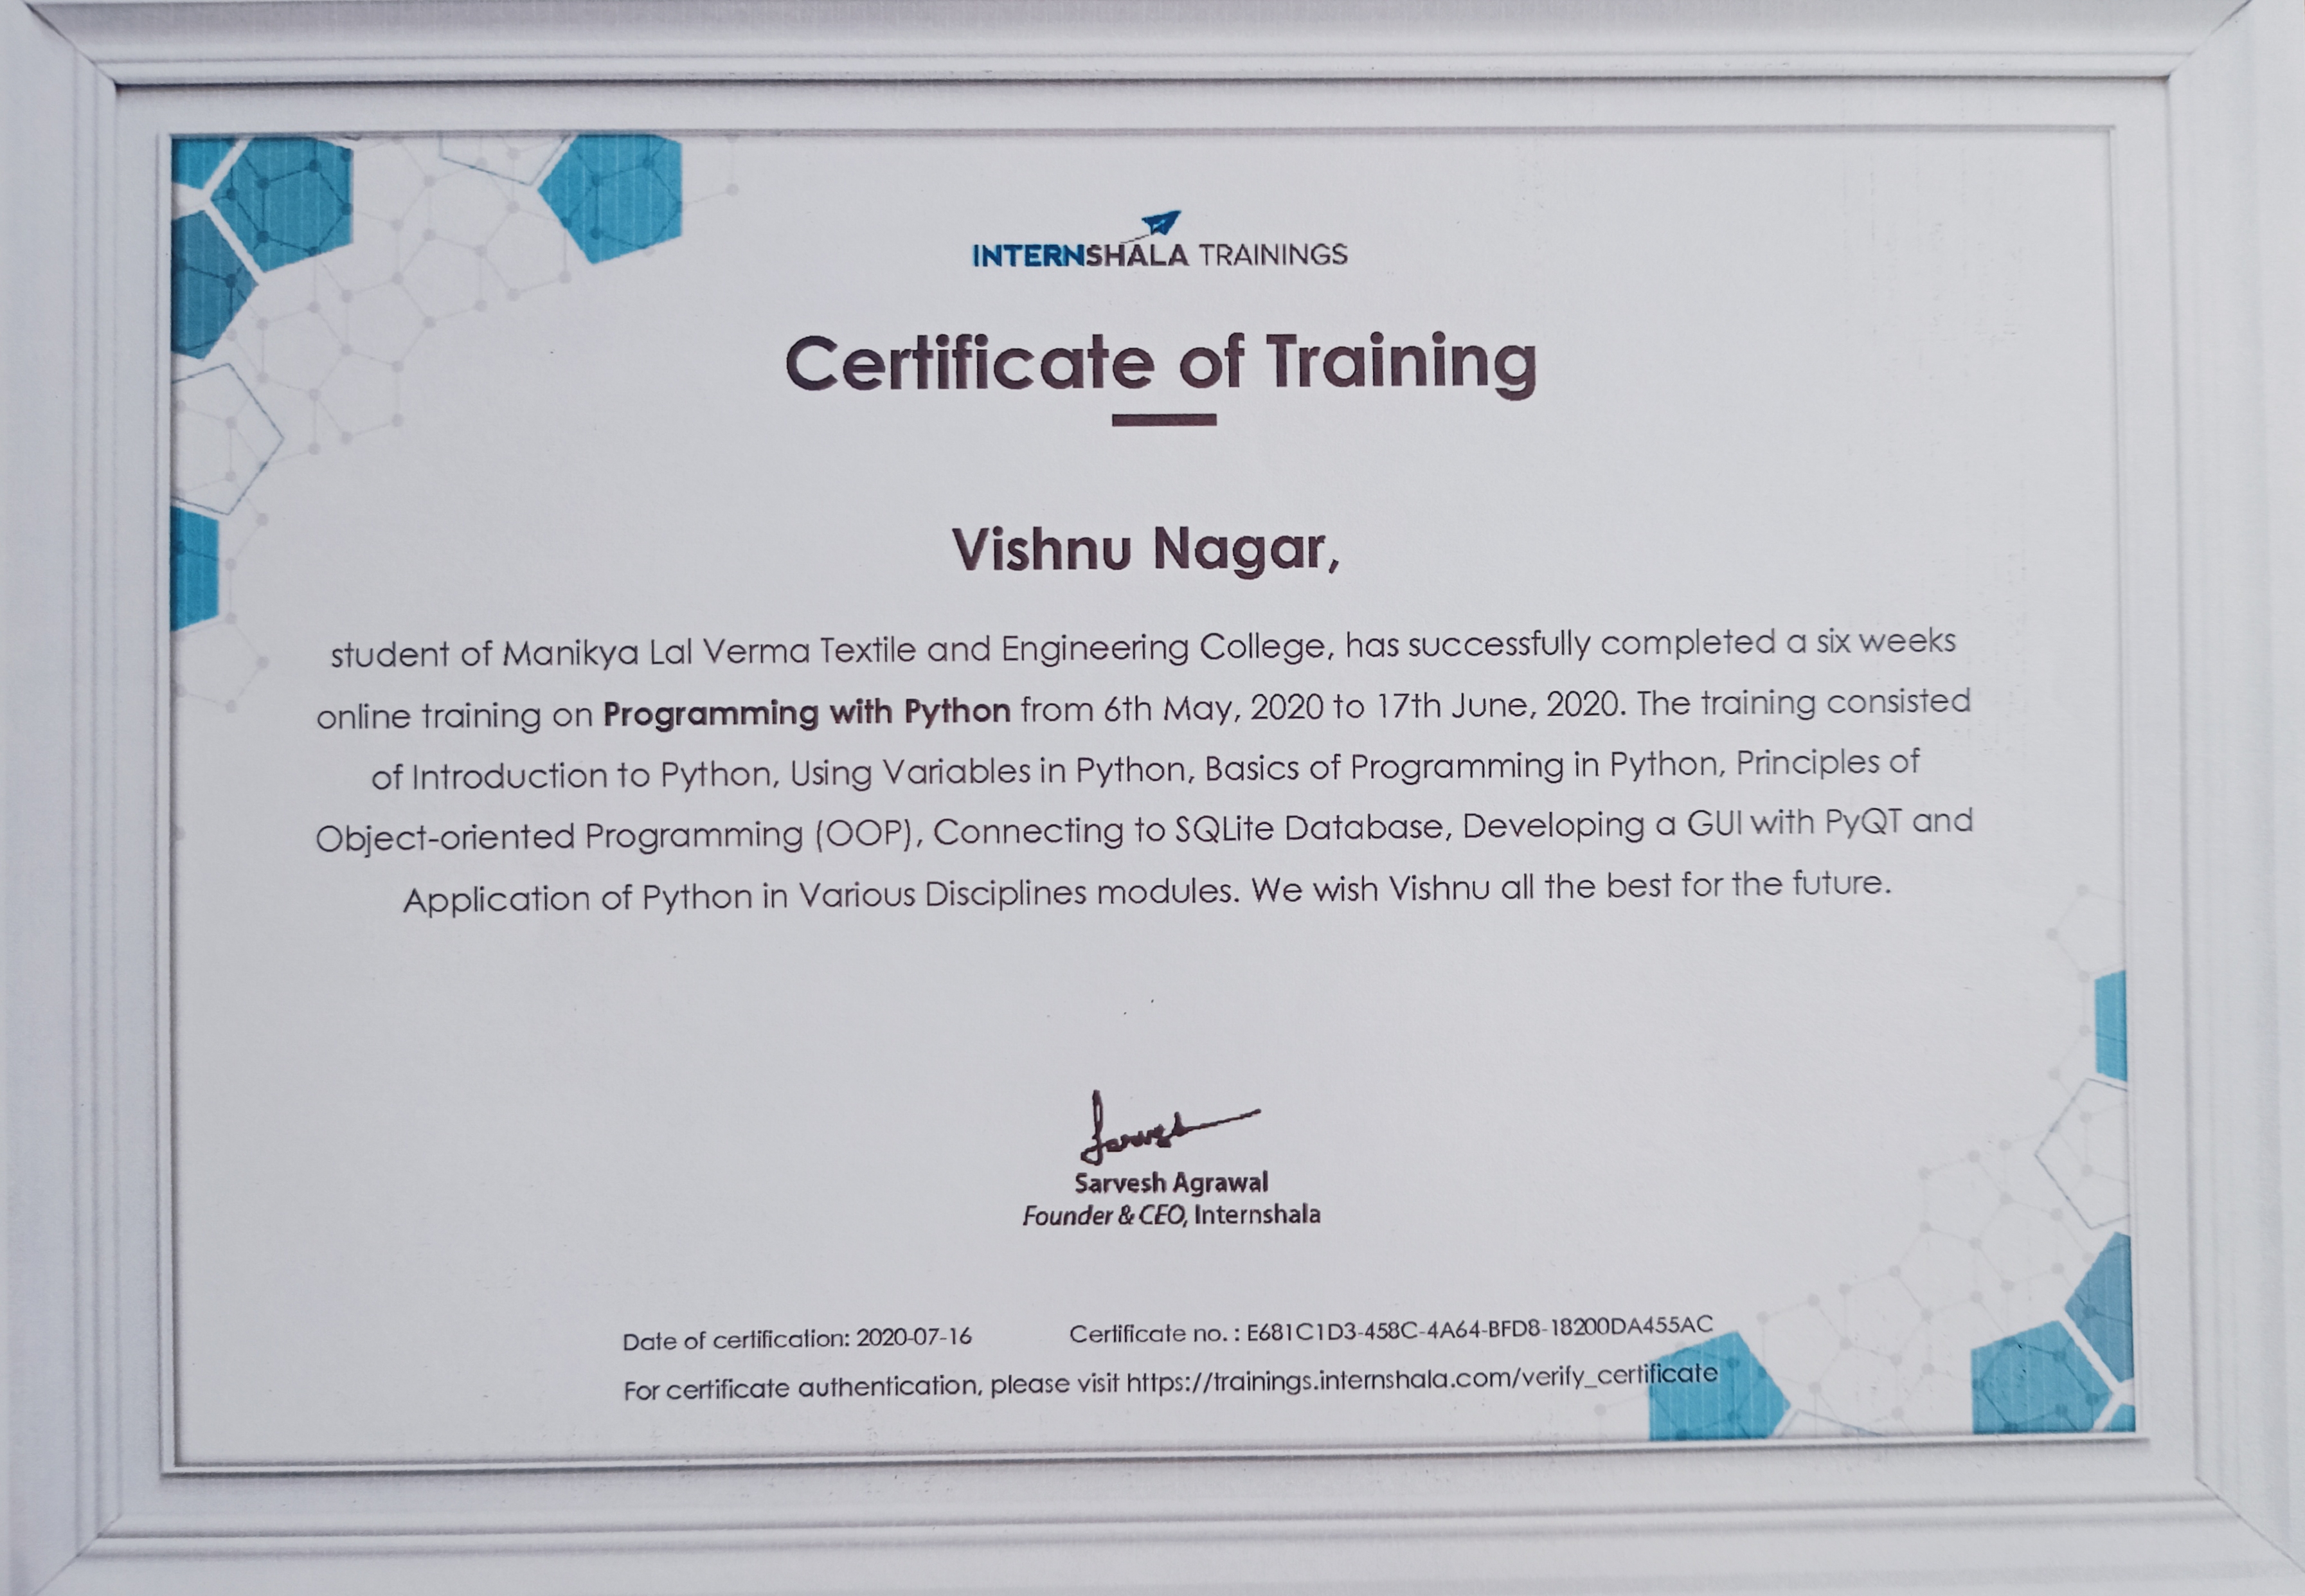 INTERNSHALA TRAININGS
Certificate of Training
Vishnu Nagar,
student of Manikya Lal Verma Textile and Engineering College, has successfully completed a six weeks
online training on Programming with Python from 6th May, 2020 to 17th June, 2020. The training consisted
of Introduction to Python, Using Variables in Python, Basics of Programming in Python, Principles of
Object-oriented Programming (OOP), Connecting to SQLite Database, Developing a GUI with PyQT and
Application of Python in Various Disciplines modules. We wish Vishnu all the best for the future.
Sarvesh
Sarvesh Agrawal
Founder & CEO, Internshala
Date of certification: 2020-07-16 Certificate no. : E681C1D3-458C-4A64-BFD8-18200DA455AC
For certificate authentication, please visit https://trainings.internshala.com/verify_certificate